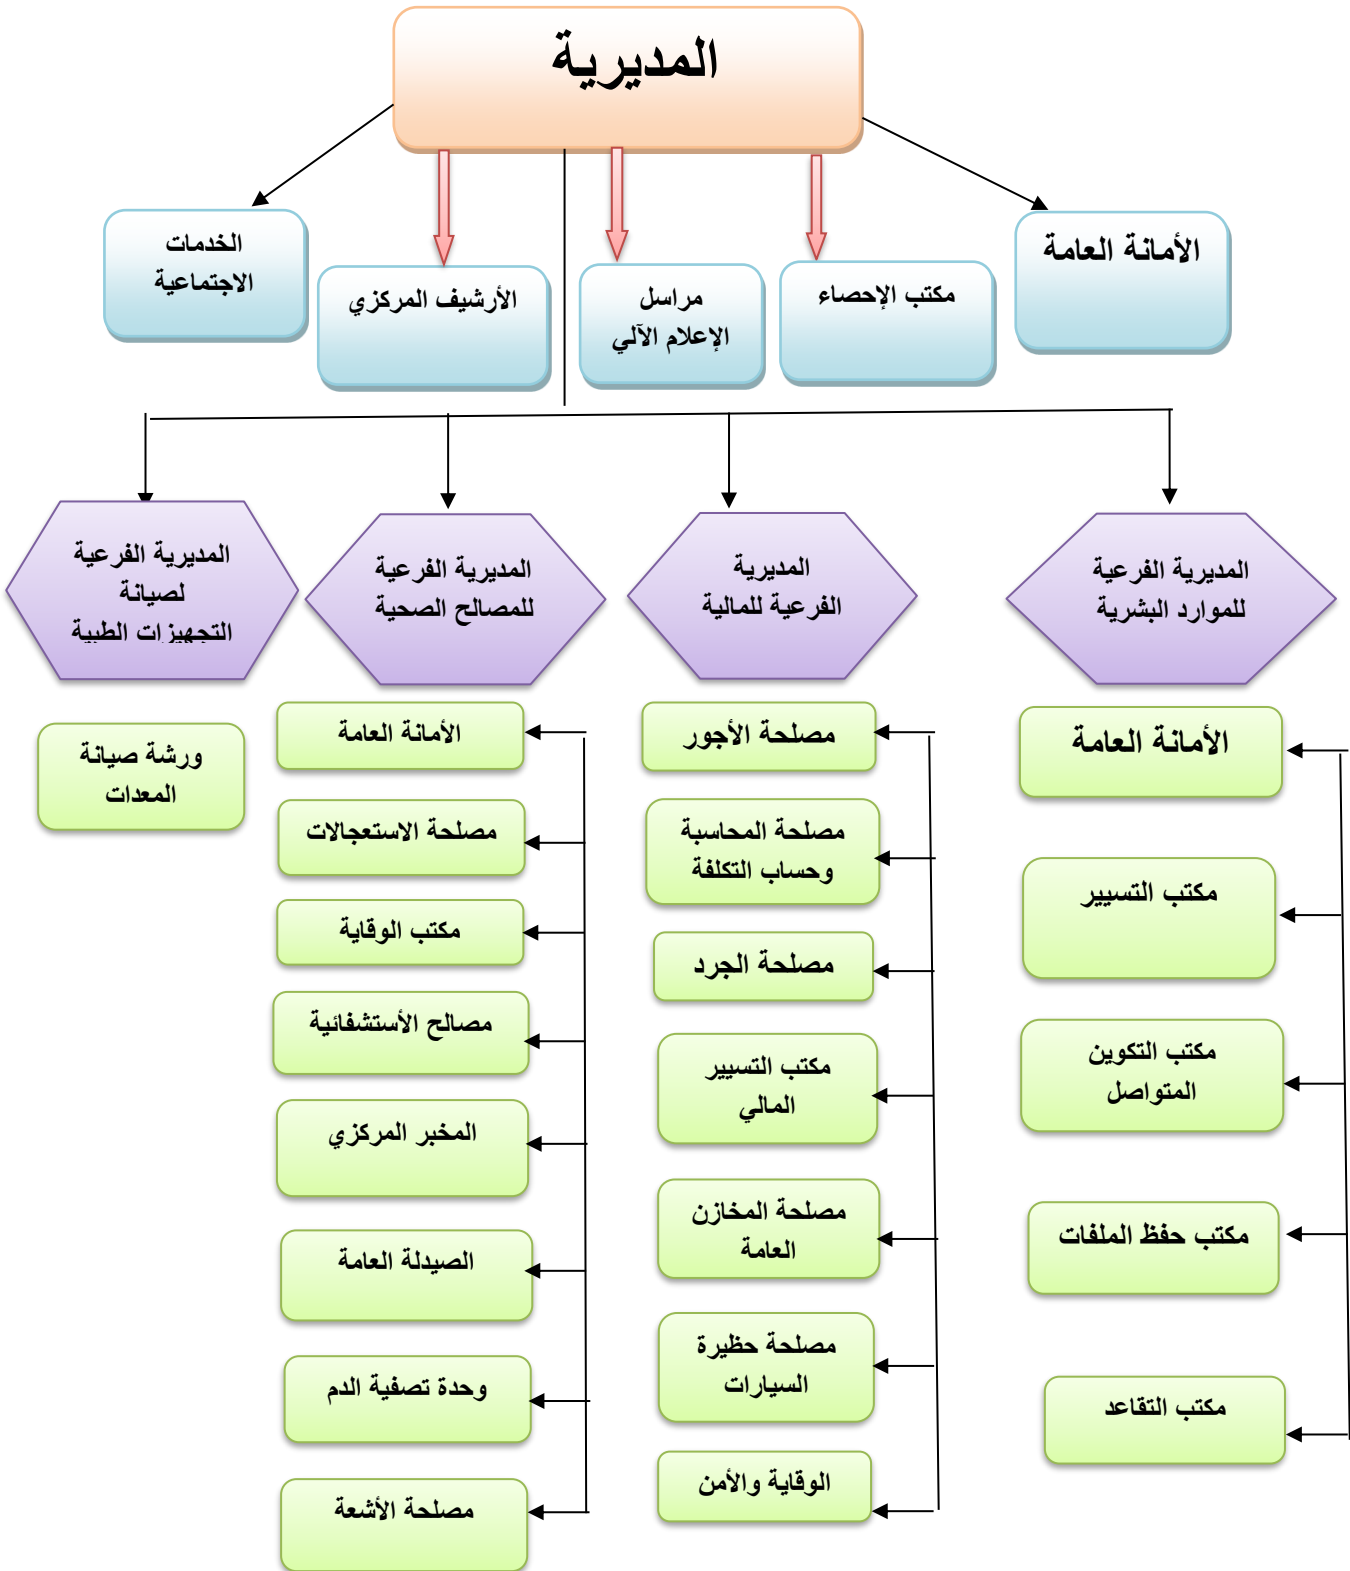 المديرية
الأمانة العامة
مكتب الإحصاء
مراسل
الإعلام الآلي
الأرشيف المركزي
الخدمات
الاجتماعية
المديرية الفرعية
للموارد البشرية
المديرية
الفرعية للمالية
المديرية الفرعية
للمصالح الصحية
المديرية الفرعية
لصيانة
التجهيزات الطبية
الأمانة العامة
مكتب التسيير
مكتب التكوين
المتواصل
مكتب حفظ الملفات
مكتب التقاعد
مصلحة الأجور
مصلحة المحاسبة
وحساب التكلفة
مصلحة الجرد
مكتب التسيير
المالي
مصلحة المخازن
العامة
مصلحة حظيرة
السيارات
الوقاية والأمن
الأمانة العامة
مصلحة الاستعجالات
مكتب الوقاية
مصالح الأستشفائية
المخبر المركزي
الصيدلة العامة
وحدة تصفية الدم
مصلحة الأشعة
ورشة صيانة
المعدات